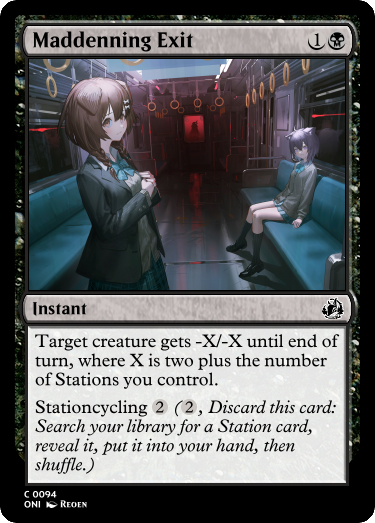 Maddenning Exit 1
Instant
Target creature gets -X/-X until end of
turn, where X is two plus the number
of Stations you control.
Stationcycling 2 (2, Discard this card:
Search your library for a Station card,
reveal it, put it into your hand, then
shuffle.)
C 0094
ONI Reoen